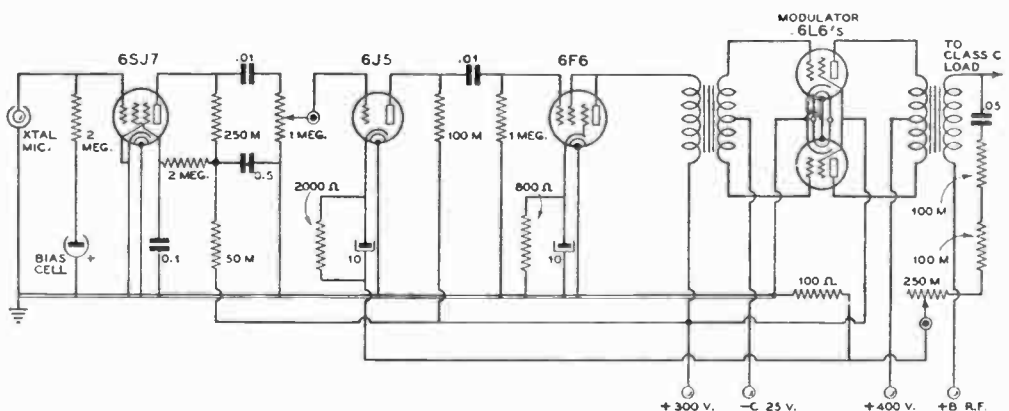 MODULATOR
6L6's
TO
CLASS C
LOAD
6SJ7
.01
6J5
.01
6F6
.05
XTAL
MIC.
2
MEG.
250 M
1 MEG.
100 M
1 MEG.
2 MEG.
0.5
2000 Ω
800 Ω
100 M
BIAS
CELL
+
0.1
50 M
10
10
100 M
100 Ω
250 M
+300 V.
-C 25 V.
+400 V.
+B R.F.